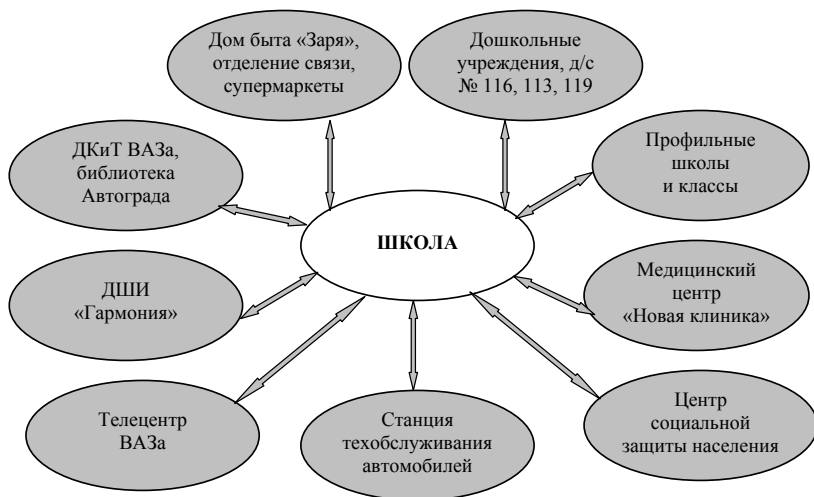 Дом быта «Заря»,
отделение связи,
супермаркеты
Дошкольные
учреждения, д/с
№ 116, 113, 119
ДКиТ ВАЗа,
библиотека
Автограда
Профильные
школы
и классы
ШКОЛА
ДШИ
«Гармония»
Медицинский
центр
«Новая клиника»
Телецентр
ВАЗа
Станция
техобслуживания
автомобилей
Центр
социальной
защиты населения